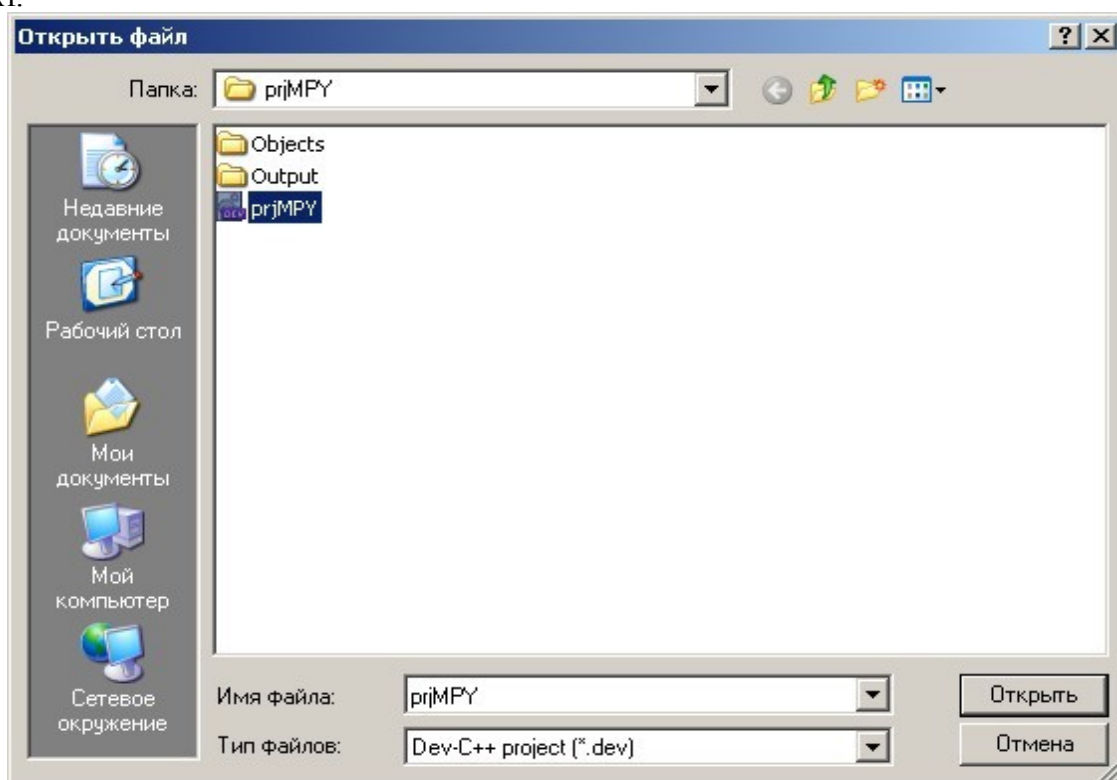 Открыть файл
Папка: prjMPY
Objects
Output
prjMPY
Недавние
документы
Рабочий стол
Мои
документы
Мой
компьютер
Сетевое
окружение
Имя файла: prjMPY Открыть
Тип файлов: Dev-C++ project (*.dev) Отмена